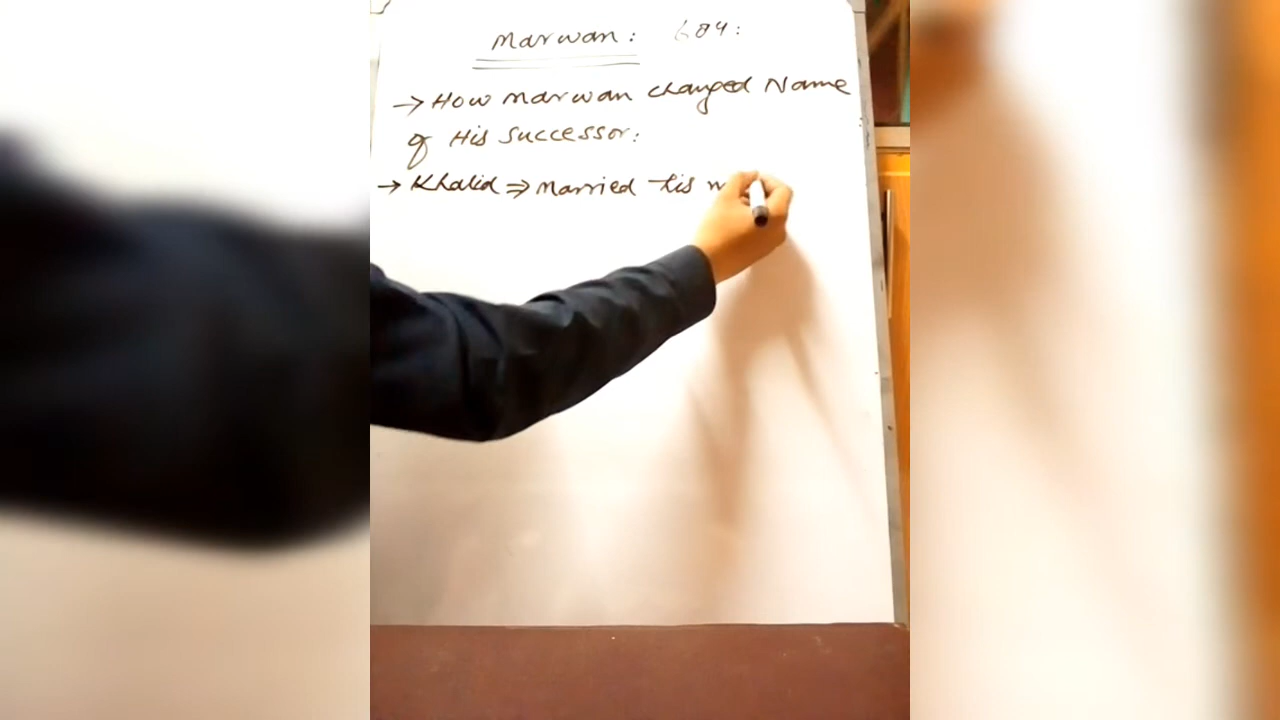 Marwan: 684:
→ How Marwan changed Name
of His Successor:
→ Khalid ⇒ Married his